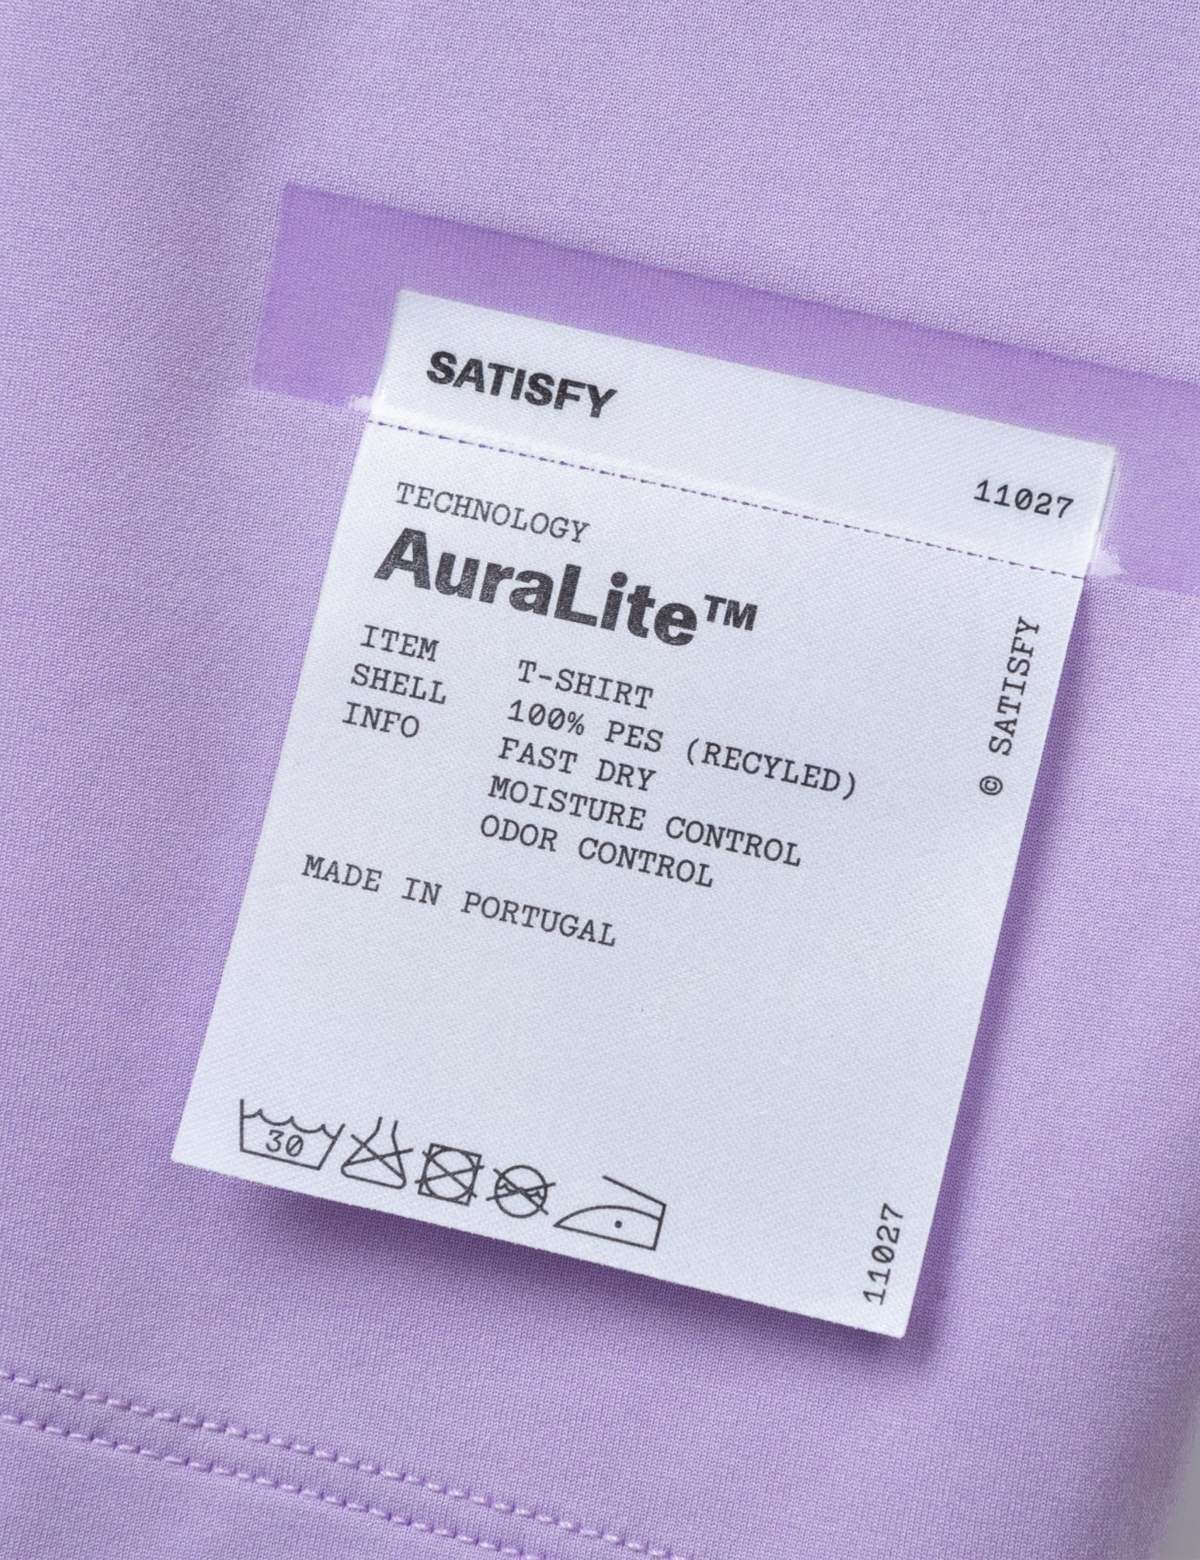 SATISFY
11027
TECHNOLOGY
AuraLite™
ITEM T-SHIRT
SHELL 100% PES (RECYLED)
INFO FAST DRY
MOISTURE CONTROL
ODOR CONTROL
MADE IN PORTUGAL
© SATISFY
30
11027